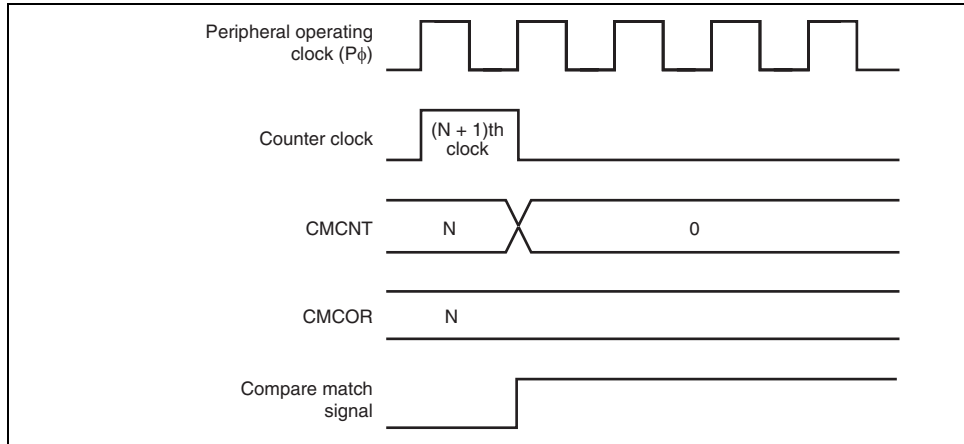 Peripheral operating
clock (Pϕ)
Counter clock
(N + 1)th
clock
CMCNT
N
0
CMCOR
N
Compare match
signal